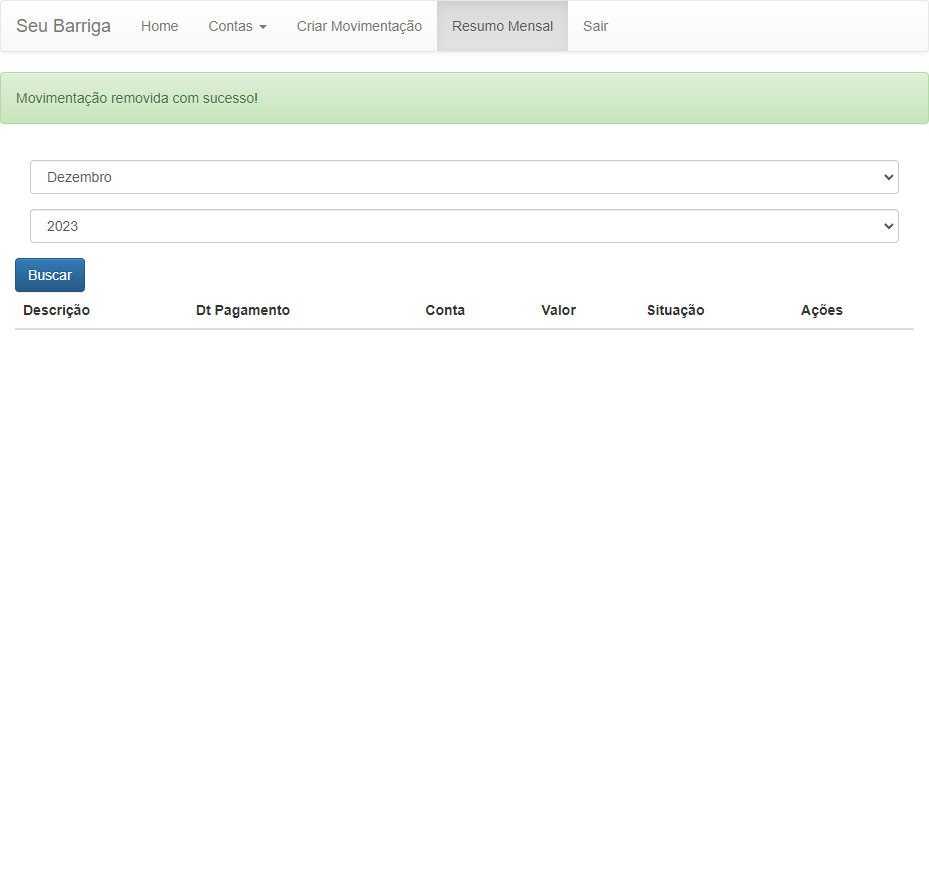 Seu Barriga Home Contas Criar Movimentação Resumo Mensal Sair
Movimentação removida com sucesso!
Dezembro
2023
Buscar
Descrição Dt Pagamento Conta Valor Situação Ações